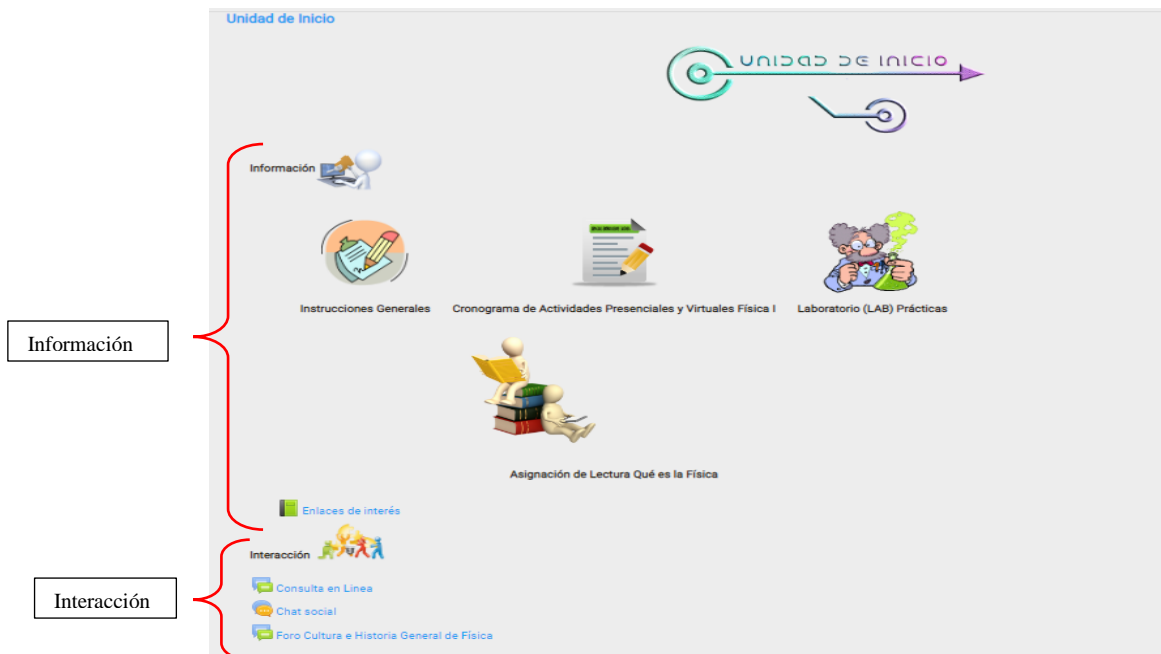 Unidad de Inicio
UNIDAD DE INICIO
Información
Instrucciones Generales
Cronograma de Actividades Presenciales y Virtuales Física I
Laboratorio (LAB) Prácticas
Información
Asignación de Lectura Qué es la Física
Enlaces de interés
Interacción
Consulta en Linea
Interacción
Chat social
Foro Cultura e Historia General de Física